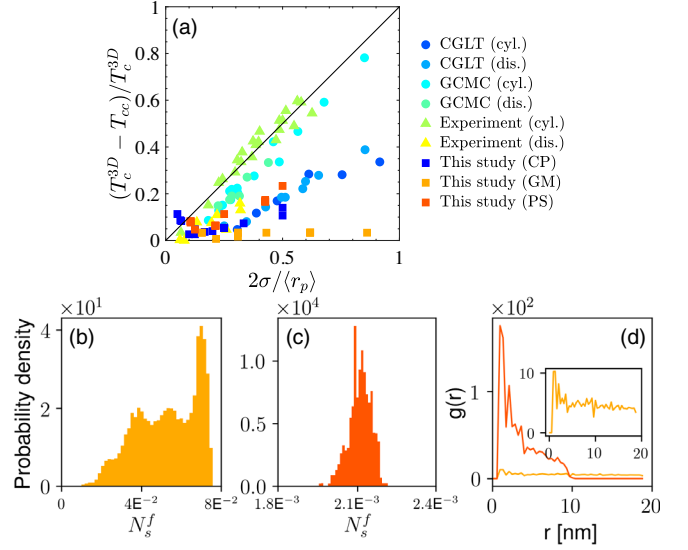 (a)
(T_c^{3D} − T_{cc})/T_c^{3D}
1
0.8
0.6
0.4
0.2
0
0
0.5
1
2σ/⟨r_p⟩
CGLT (cyl.)
CGLT (dis.)
GCMC (cyl.)
GCMC (dis.)
Experiment (cyl.)
Experiment (dis.)
This study (CP)
This study (GM)
This study (PS)
×10^1
(b)
Probability density
4
2
0
0
4E−2
8E−2
N_s^f
×10^4
(c)
1.0
0.5
0.0
1.8E−3
2.1E−3
2.4E−3
N_s^f
×10^2
(d)
g(r)
1
0
10
0
0
10
20
0
10
20
r [nm]